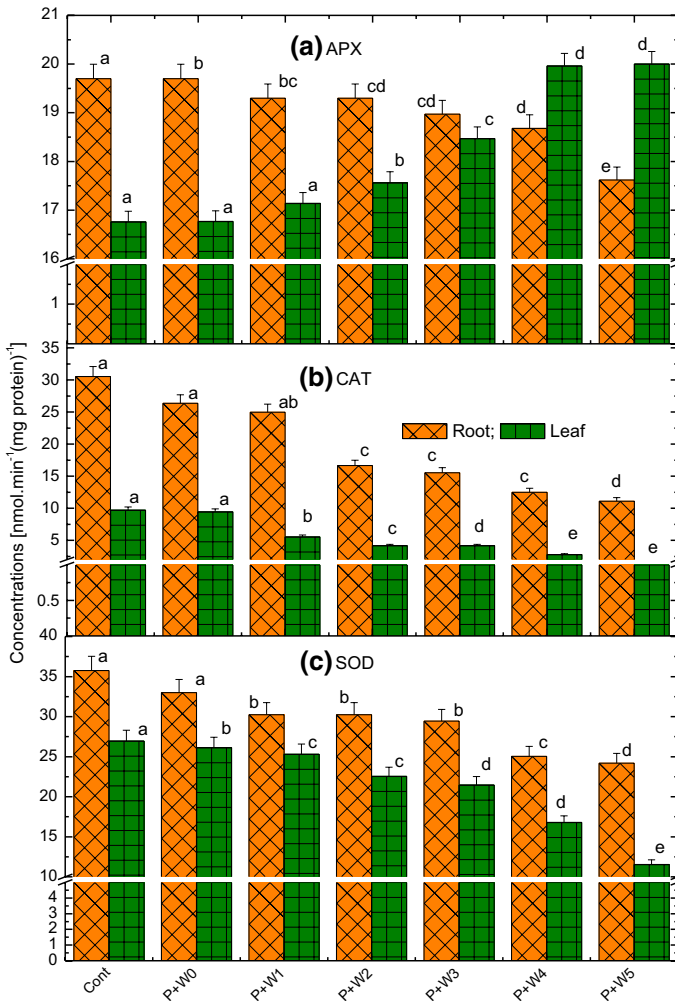 Concentrations [nmol.min-1(mg protein)-1]
(a) APX
21
20
19
18
17
16
1
a
b
bc
cd
cd
d
d
d
e
a
a
a
b
c
(b) CAT
35
30
25
20
15
10
5
0.5
a
a
ab
c
c
c
d
a
a
b
c
d
e
e
Root; Leaf
(c) SOD
40
35
30
25
20
15
10
5
4
3
2
1
0
a
a
b
b
b
c
d
a
b
c
c
d
d
e
Cont P+W0 P+W1 P+W2 P+W3 P+W4 P+W5